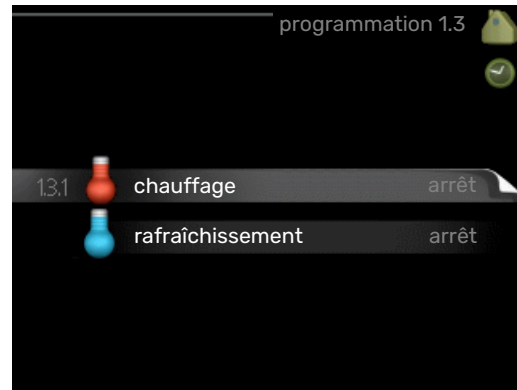 programmation 1.3
1.3.1 chauffage arrêt
rafraîchissement arrêt